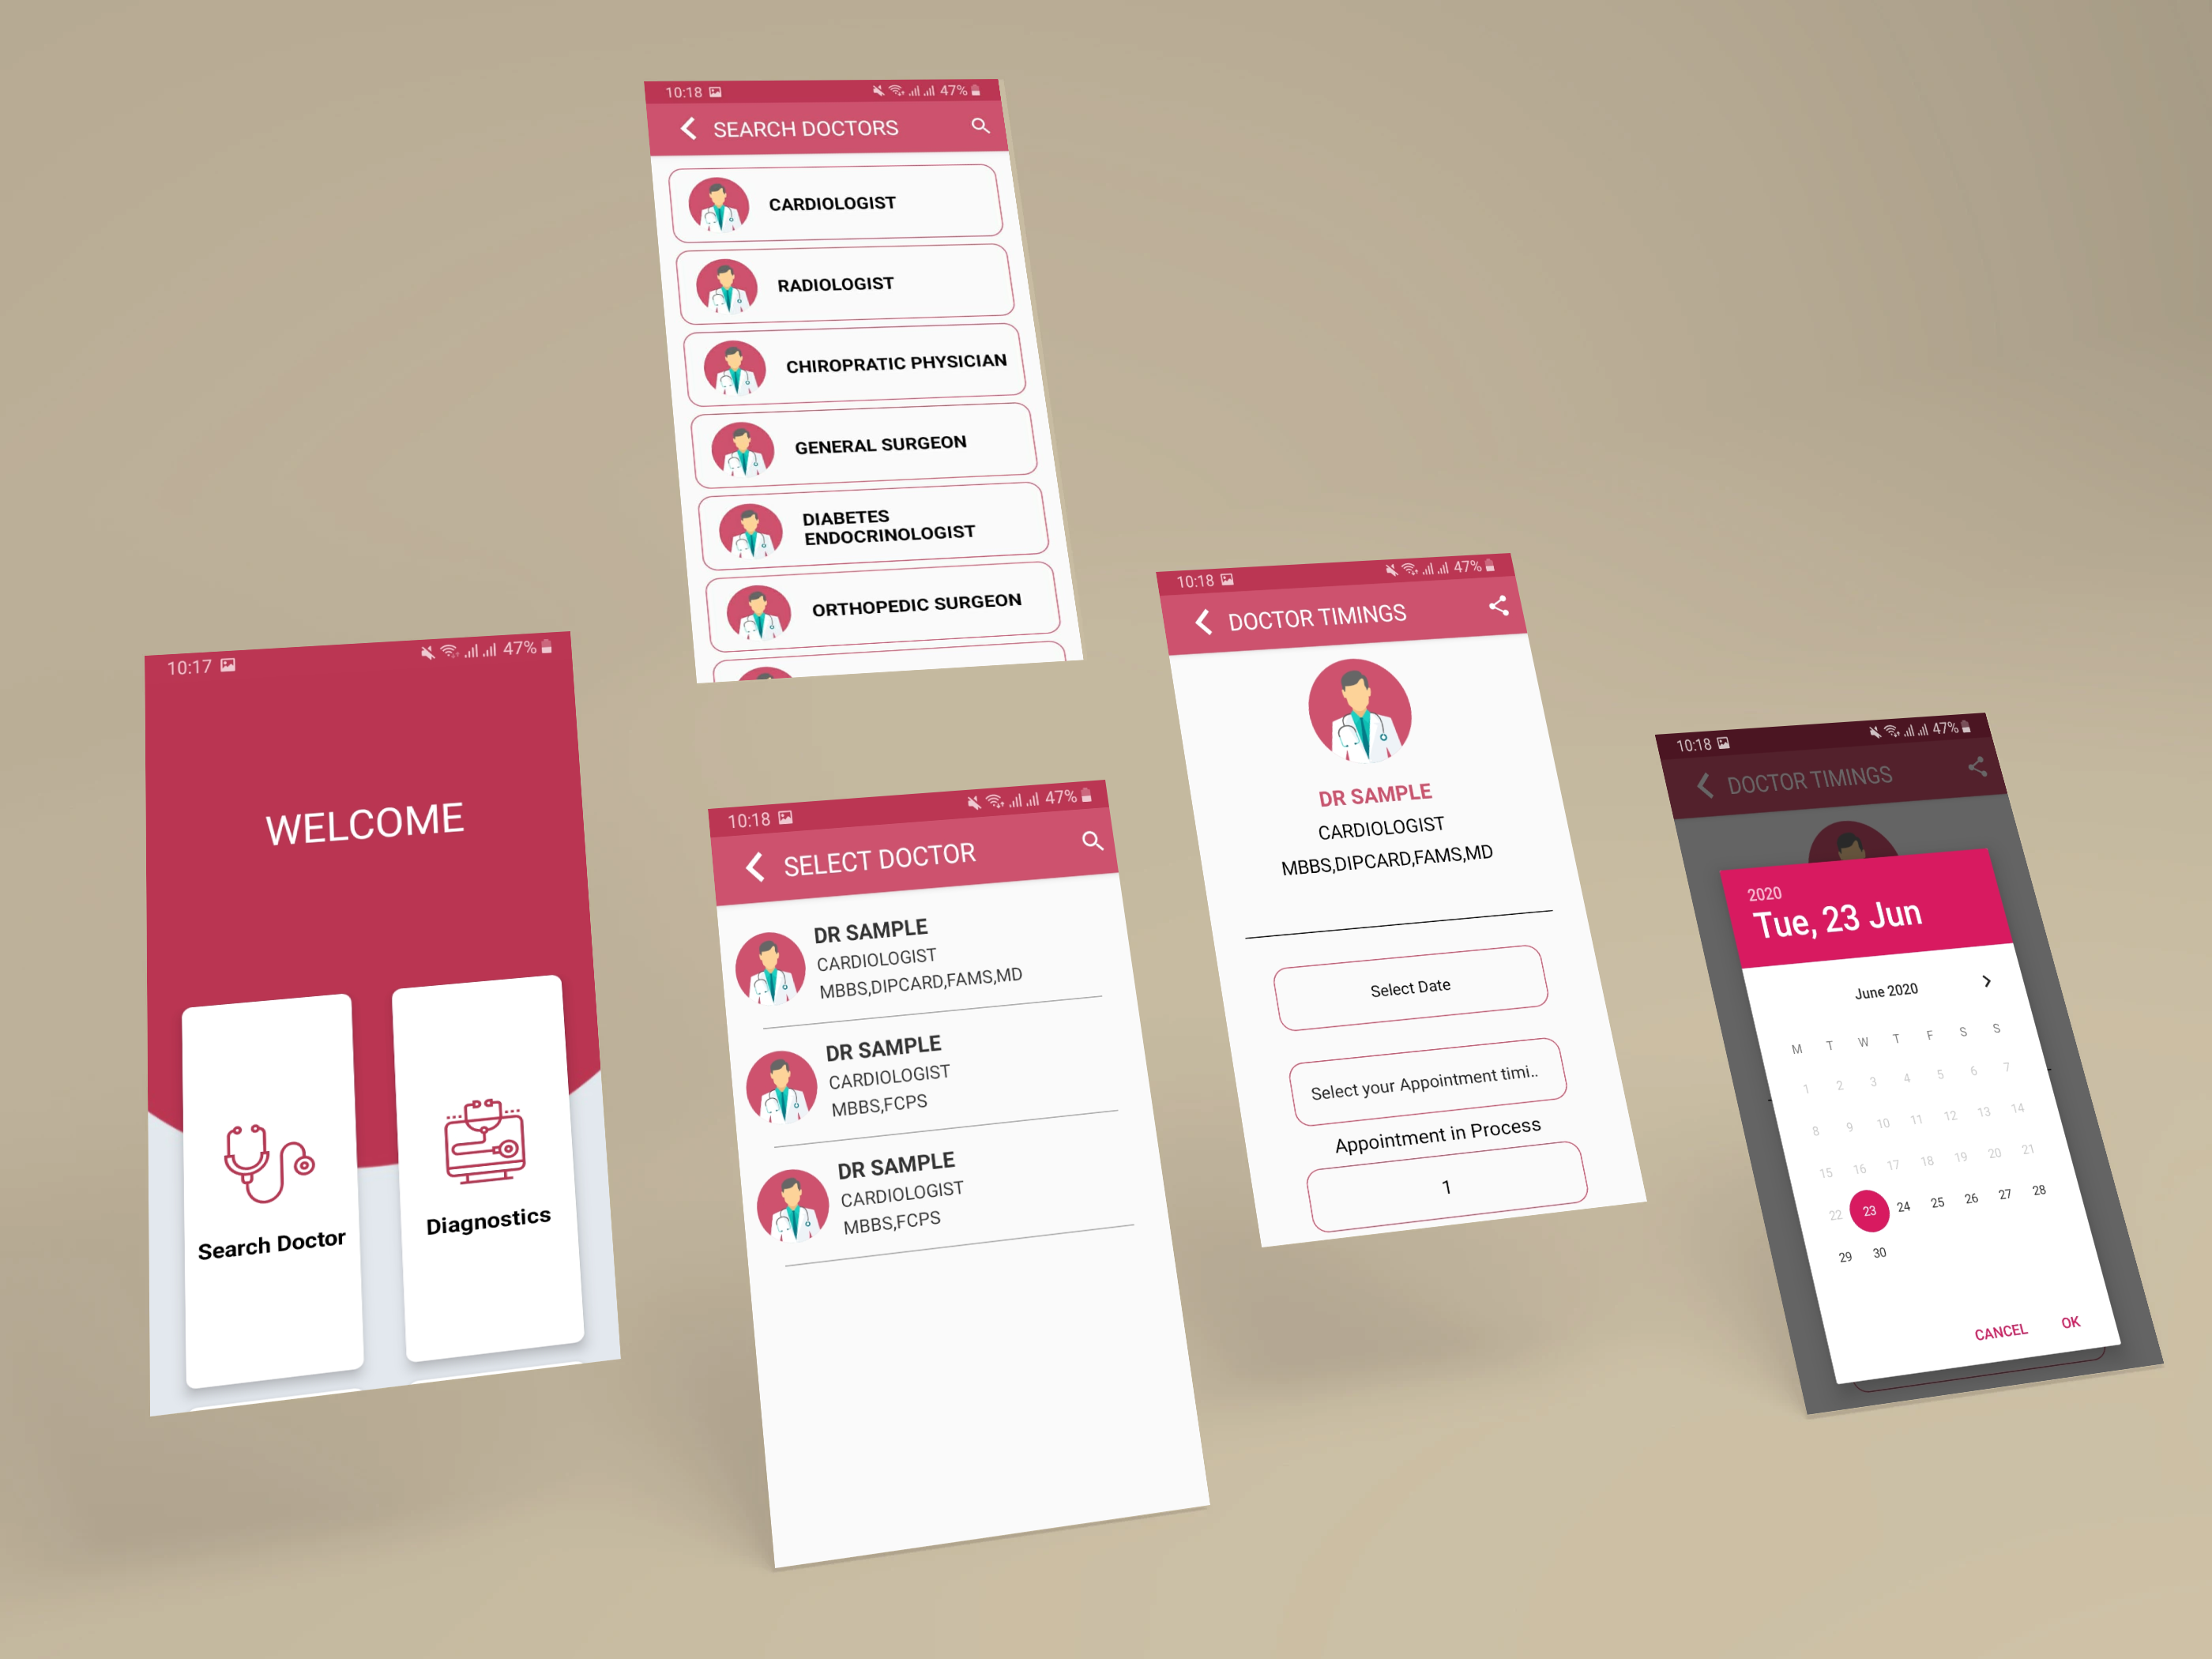 10:17
47%
WELCOME
Search Doctor
Diagnostics
10:18
47%
SEARCH DOCTORS
CARDIOLOGIST
RADIOLOGIST
CHIROPRATIC PHYSICIAN
GENERAL SURGEON
DIABETES
ENDOCRINOLOGIST
ORTHOPEDIC SURGEON
10:18
47%
SELECT DOCTOR
DR SAMPLE
CARDIOLOGIST
MBBS,DIPCARD,FAMS,MD
DR SAMPLE
CARDIOLOGIST
MBBS,FCPS
DR SAMPLE
CARDIOLOGIST
MBBS,FCPS
10:18
47%
DOCTOR TIMINGS
DR SAMPLE
CARDIOLOGIST
MBBS,DIPCARD,FAMS,MD
Select Date
Select your Appointment timi..
Appointment in Process
1
10:18
47%
DOCTOR TIMINGS
2020
Tue, 23 Jun
June 2020
M T W T F S S
1 2 3 4 5 6 7
8 9 10 11 12 13 14
15 16 17 18 19 20 21
22 23 24 25 26 27 28
29 30
CANCEL OK